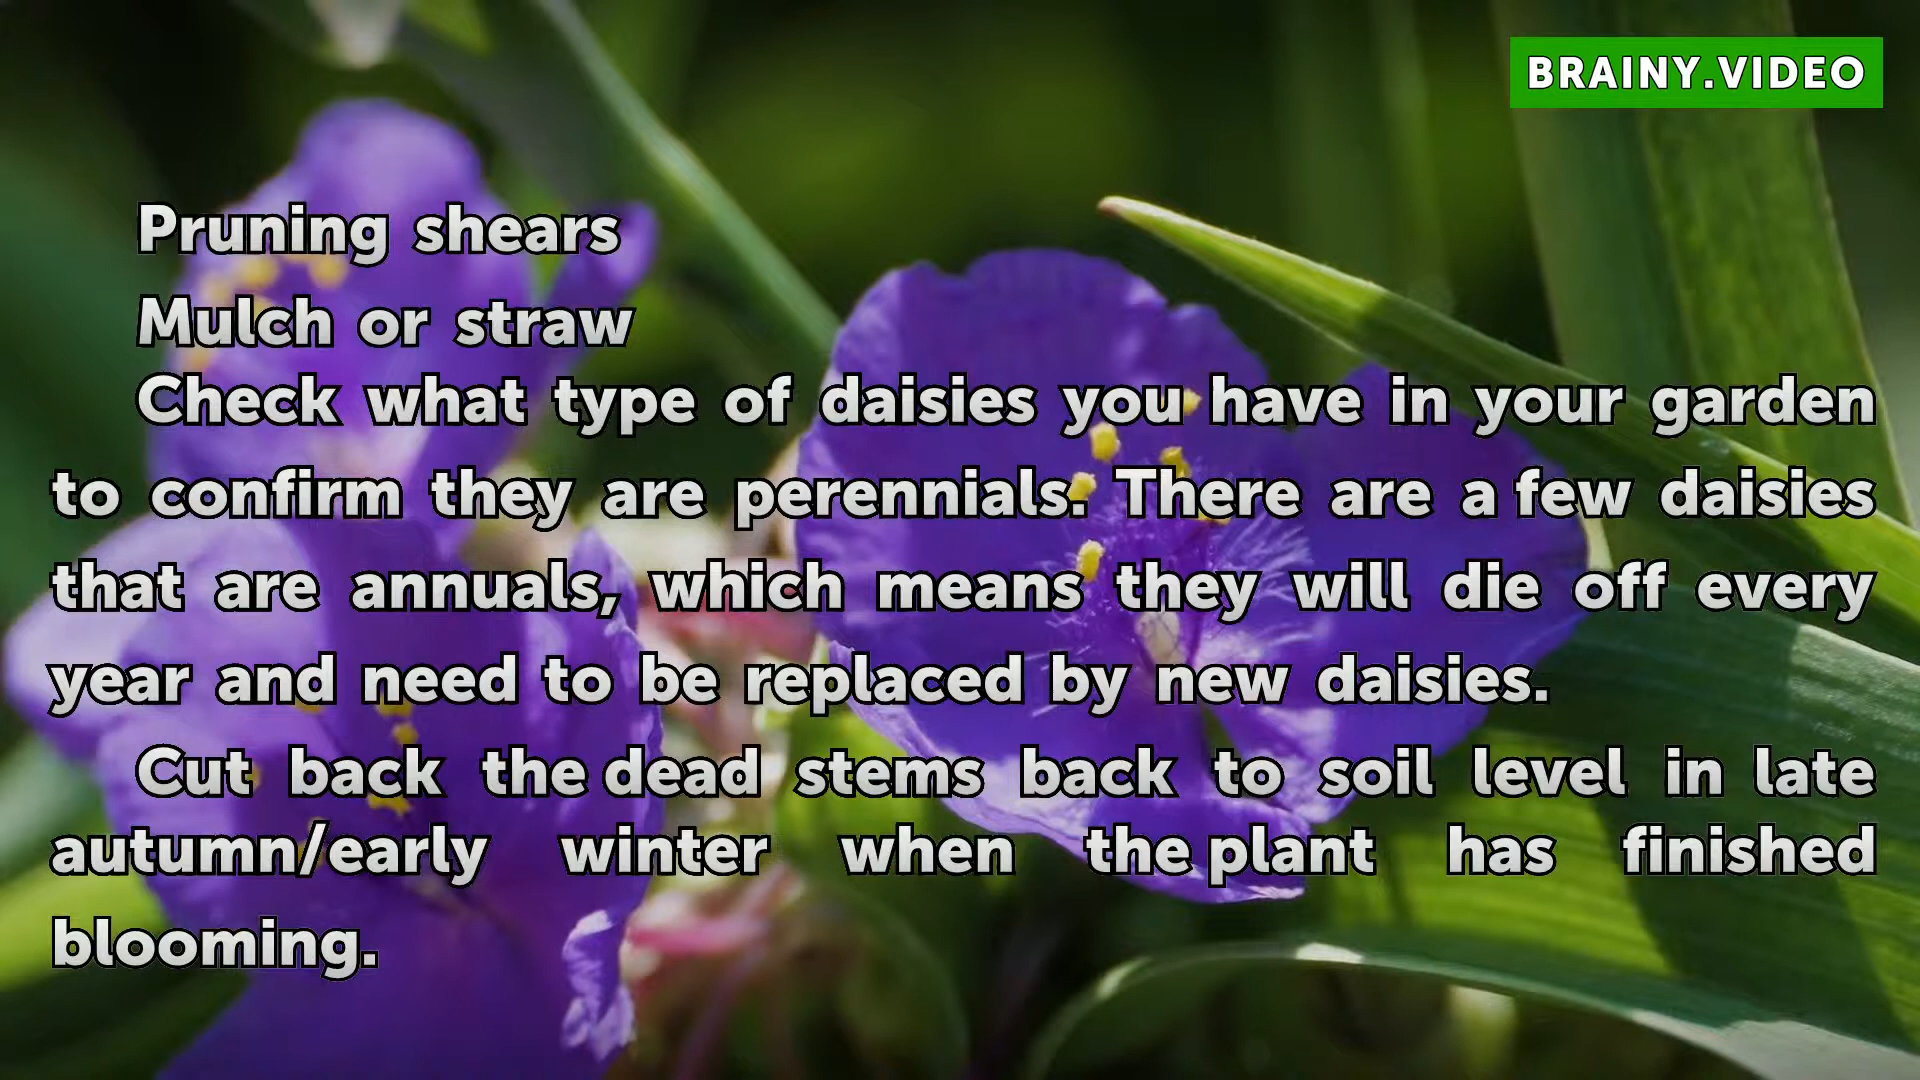 BRAINY.VIDEO
Pruning shears
Mulch or straw
Check what type of daisies you have in your garden
to confirm they are perennials. There are a few daisies
that are annuals, which means they will die off every
year and need to be replaced by new daisies.
Cut back the dead stems back to soil level in late
autumn/early winter when the plant has finished
blooming.